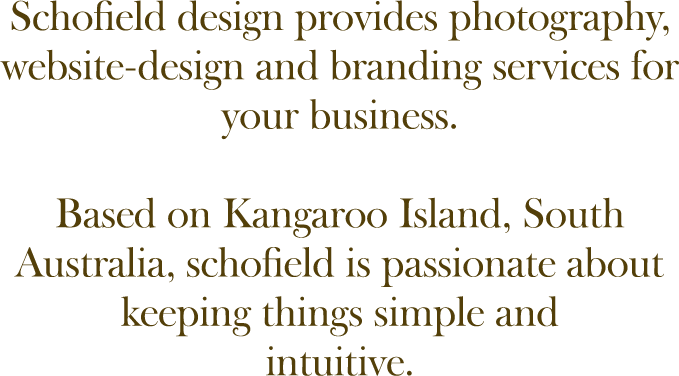 Schofield design provides photography,
website-design and branding services for
your business.
Based on Kangaroo Island, South
Australia, schofield is passionate about
keeping things simple and
intuitive.